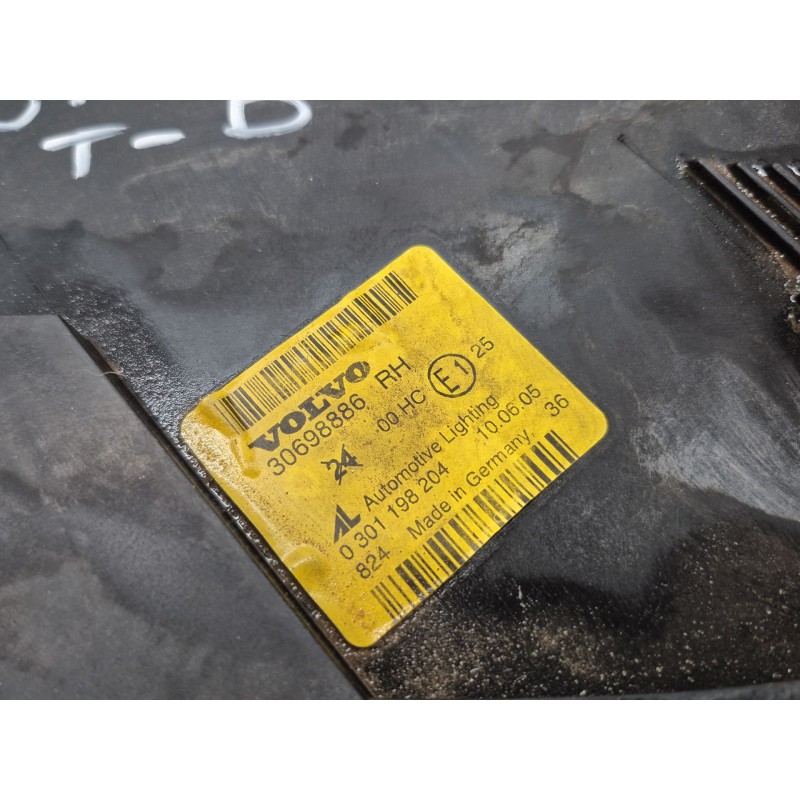 T-D
VOLVO
30698886 RH
24 00 HC E1 25
AL Automotive Lighting
0 301 198 204 10.06.05
824 Made in Germany. 36